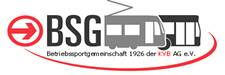 BSG
Betriebssportgemeinschaft 1926 der KVB AG e.V.